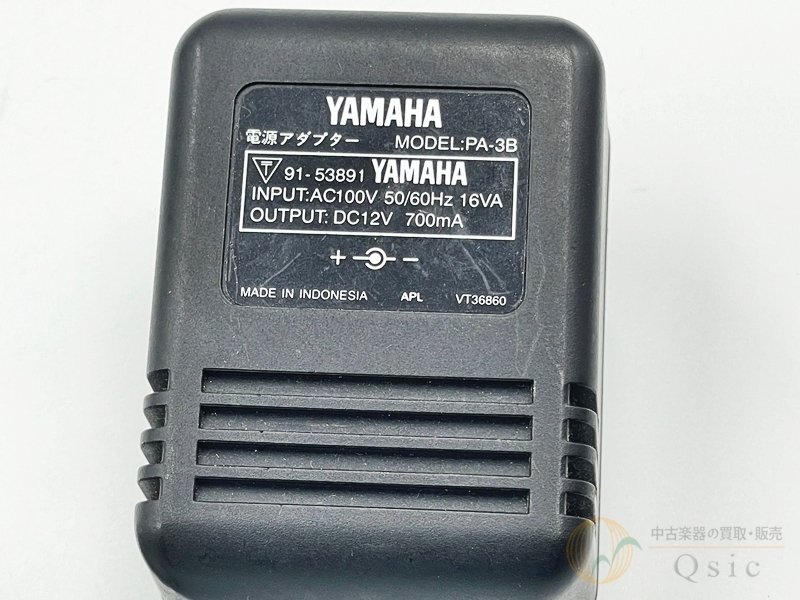 YAMAHA
電源アダプター MODEL:PA-3B
〒 91-53891 YAMAHA
INPUT:AC100V 50/60Hz 16VA
OUTPUT: DC12V 700mA
+ -
MADE IN INDONESIA APL VT36860
中古楽器の買取・販売
Qsic